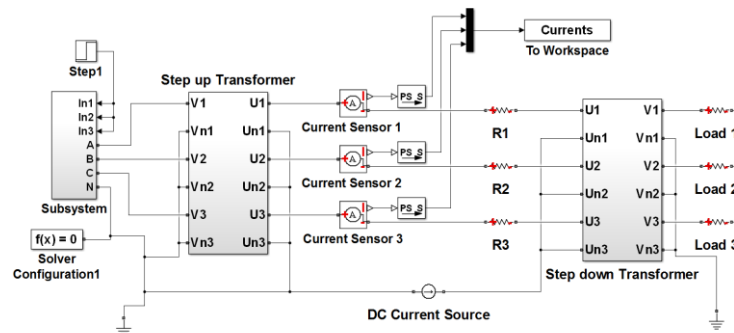 Step1
In1
In2
In3
A
B
C
N
Subsystem
f(x) = 0
Solver
Configuration1
Step up Transformer
V1
Vn1
V2
Vn2
V3
Vn3
U1
Un1
U2
Un2
U3
Un3
A
I
PS S
Current Sensor 1
A
I
PS S
Current Sensor 2
A
I
PS S
Current Sensor 3
Currents
To Workspace
R1
R2
R3
DC Current Source
U1
Un1
U2
Un2
U3
Un3
V1
Vn1
V2
Vn2
V3
Vn3
Step down Transformer
Load 1
Load 2
Load 3